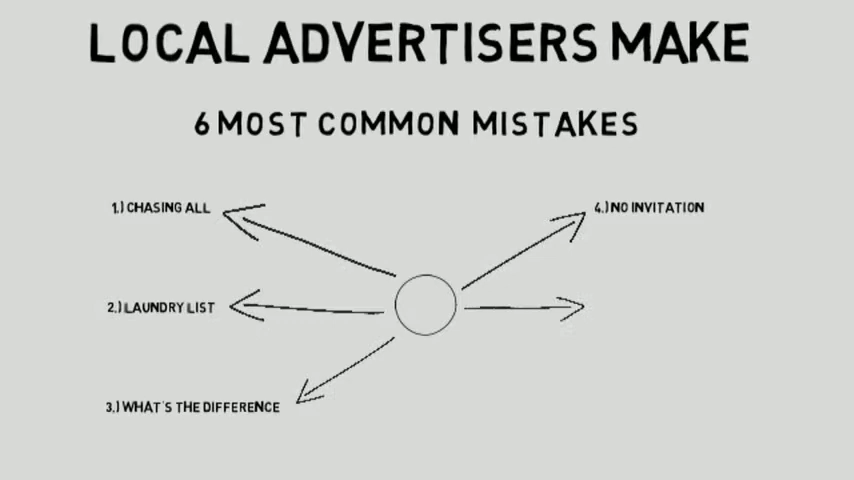 LOCAL ADVERTISERS MAKE
6 MOST COMMON MISTAKES
1.) CHASING ALL
2.) LAUNDRY LIST
3.) WHAT'S THE DIFFERENCE
4.) NO INVITATION